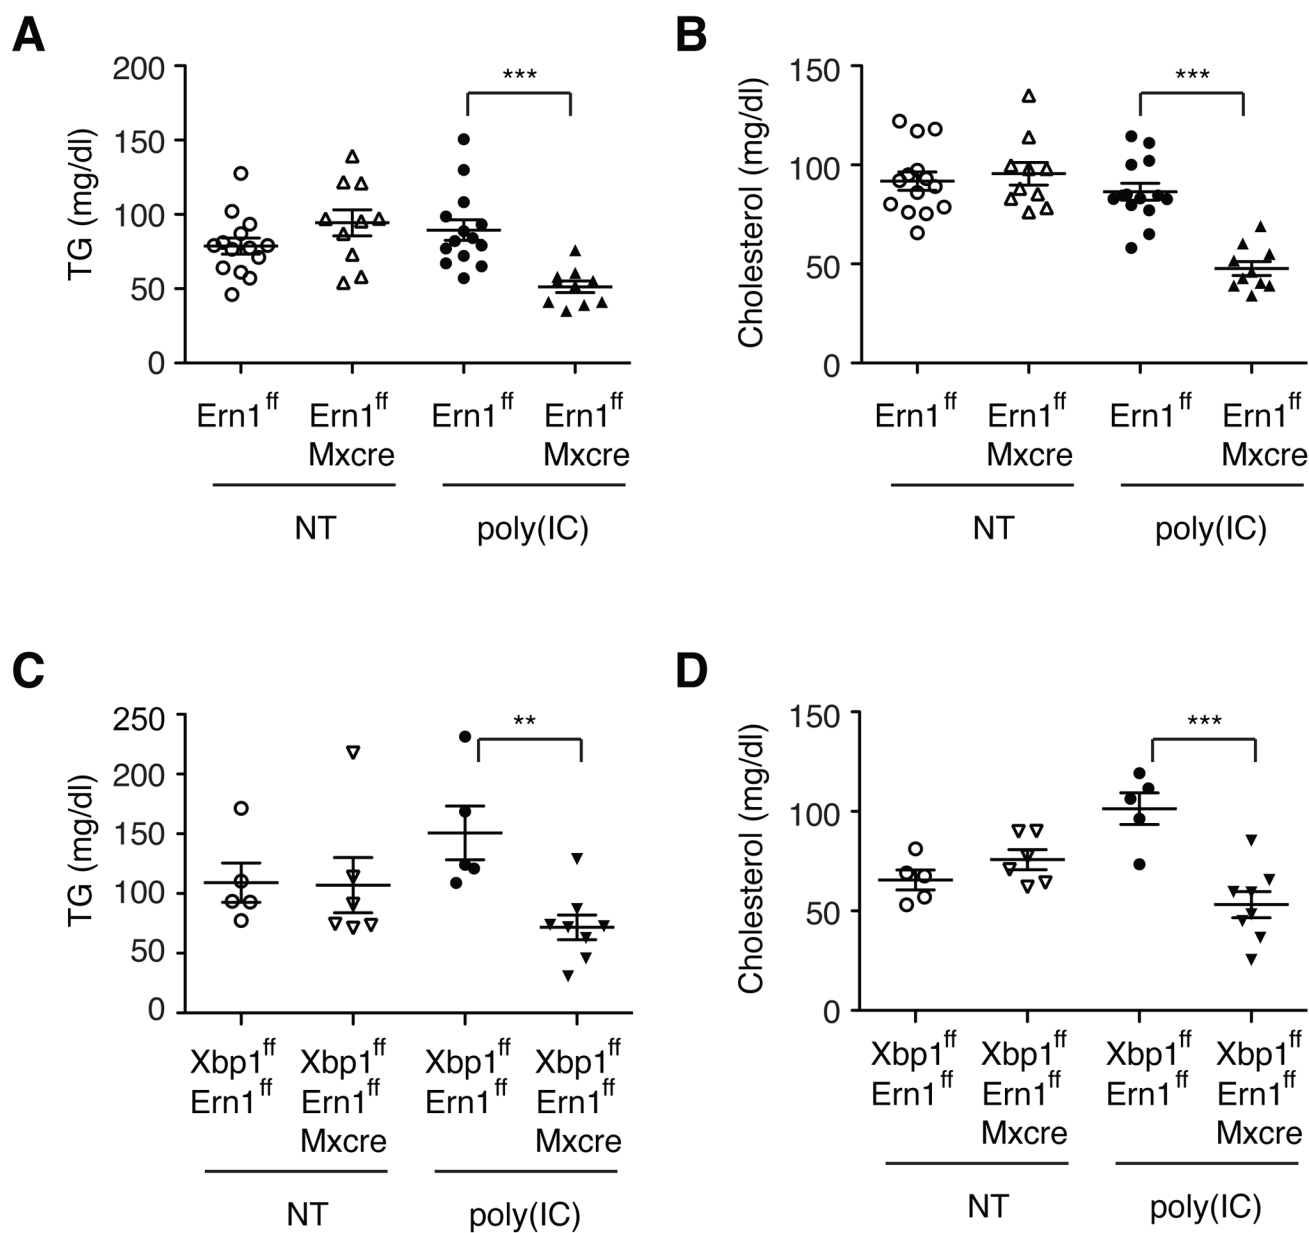 A
TG (mg/dl)
200
150
100
50
0
***
Ern1ff
Ern1ff
Mxcre
Ern1ff
Ern1ff
Mxcre
NT
poly(IC)
B
Cholesterol (mg/dl)
150
100
50
0
***
Ern1ff
Ern1ff
Mxcre
Ern1ff
Ern1ff
Mxcre
NT
poly(IC)
C
TG (mg/dl)
250
200
150
100
50
0
**
Xbp1ff
Ern1ff
Xbp1ff
Ern1ff
Mxcre
Xbp1ff
Ern1ff
Xbp1ff
Ern1ff
Mxcre
NT
poly(IC)
D
Cholesterol (mg/dl)
150
100
50
0
***
Xbp1ff
Ern1ff
Xbp1ff
Ern1ff
Mxcre
Xbp1ff
Ern1ff
Xbp1ff
Ern1ff
Mxcre
NT
poly(IC)